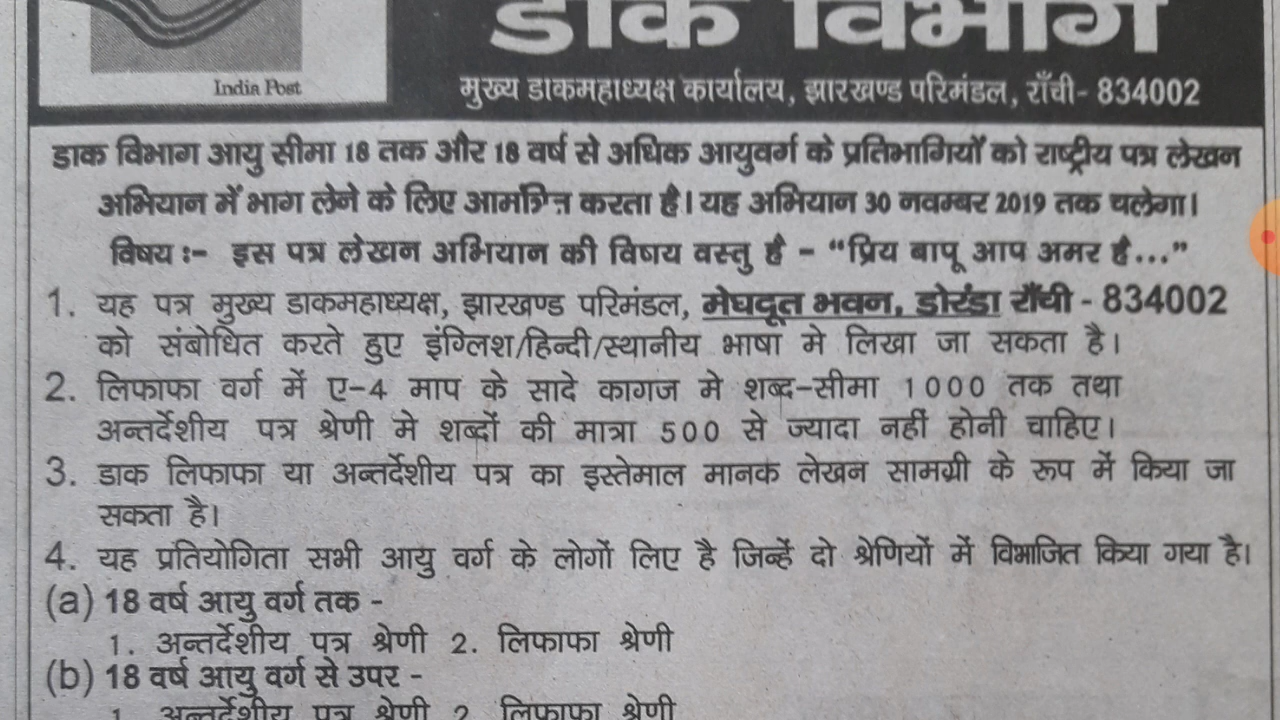 डाक विभाग
India Post
मुख्य डाकमहाध्यक्ष कार्यालय, झारखण्ड परिमंडल, राँची- 834002
डाक विभाग आयु सीमा 18 तक और 18 वर्ष से अधिक आयुवर्ग के प्रतिभागियों को राष्ट्रीय पत्र लेखन
अभियान में भाग लेने के लिए आमंत्रित करता है। यह अभियान 30 नवम्बर 2019 तक चलेगा।
विषय :- इस पत्र लेखन अभियान की विषय वस्तु है - “प्रिय बापू आप अमर है...”
1. यह पत्र मुख्य डाकमहाध्यक्ष, झारखण्ड परिमंडल, मेघदूत भवन, डोरंडा राँची - 834002
को संबोधित करते हुए इंग्लिश/हिन्दी/स्थानीय भाषा मे लिखा जा सकता है।
2. लिफाफा वर्ग में ए-4 माप के सादे कागज मे शब्द-सीमा 1000 तक तथा
अन्तर्देशीय पत्र श्रेणी मे शब्दों की मात्रा 500 से ज्यादा नहीं होनी चाहिए।
3. डाक लिफाफा या अन्तर्देशीय पत्र का इस्तेमाल मानक लेखन सामग्री के रूप में किया जा
सकता है।
4. यह प्रतियोगिता सभी आयु वर्ग के लोगों लिए है जिन्हें दो श्रेणियों में विभाजित किया गया है।
(a) 18 वर्ष आयु वर्ग तक -
1. अन्तर्देशीय पत्र श्रेणी 2. लिफाफा श्रेणी
(b) 18 वर्ष आयु वर्ग से उपर -
1. अन्तर्देशीय पत्र श्रेणी 2. लिफाफा श्रेणी